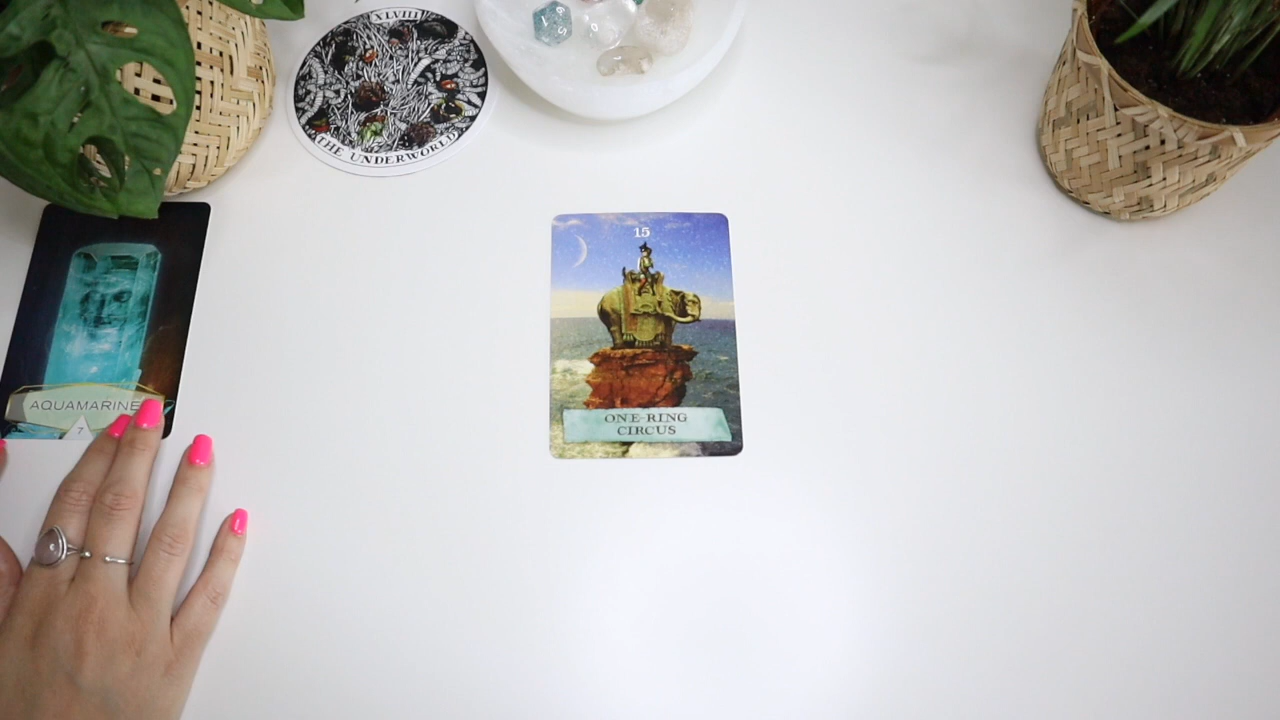 XLVIII
THE UNDERWORLD
15
ONE-RING
CIRCUS
AQUAMARINE
7